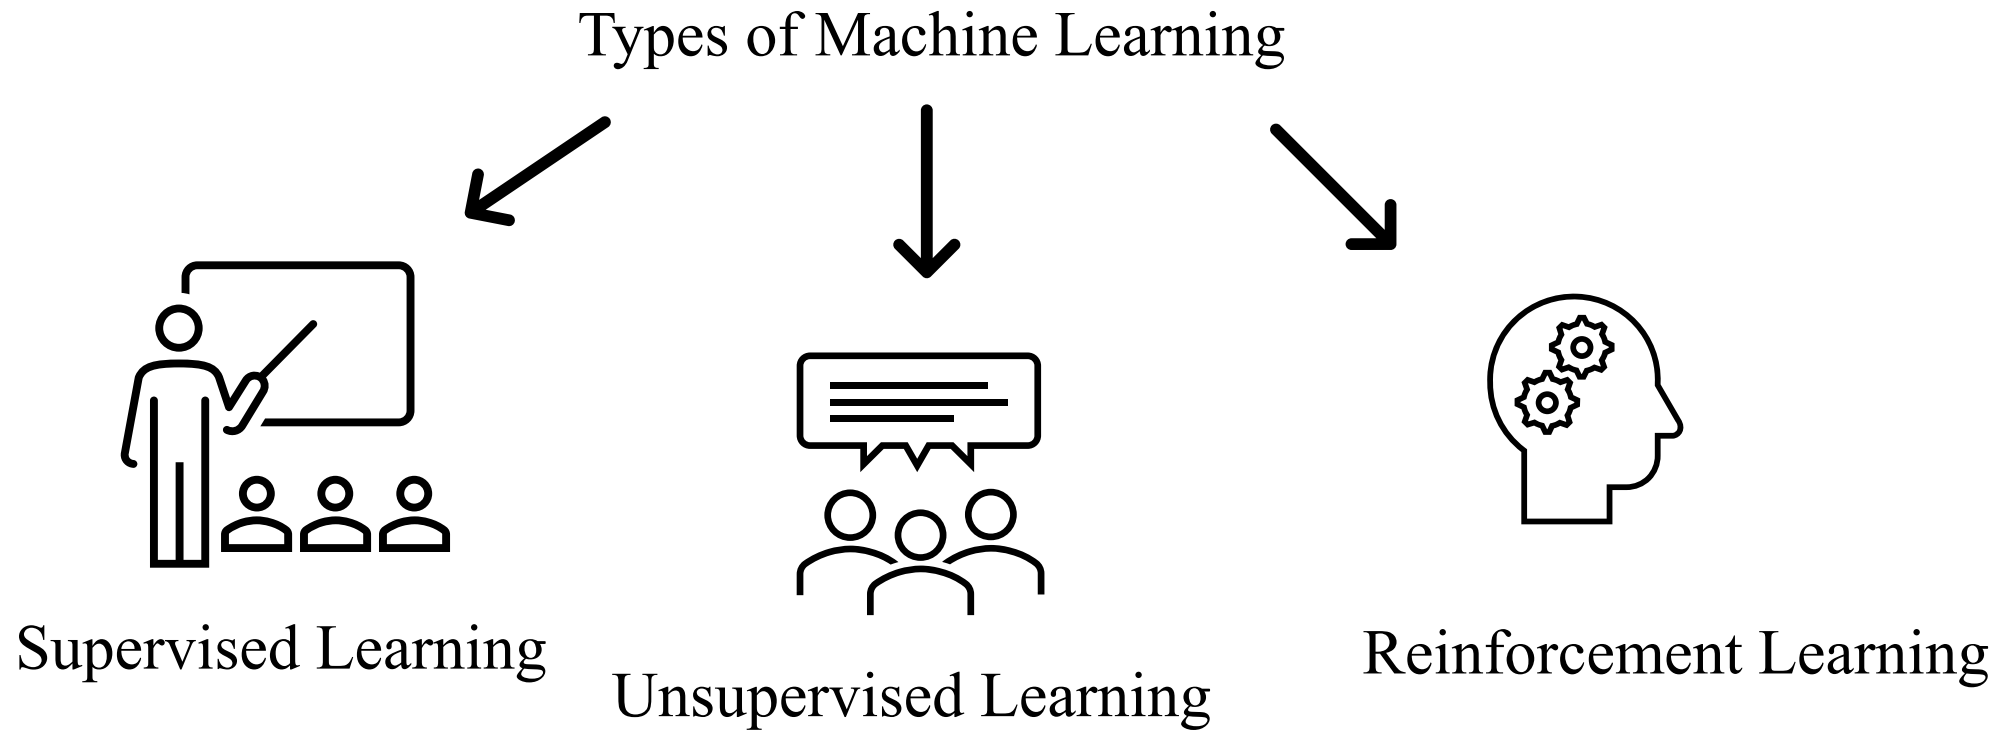 Types of Machine Learning
Supervised Learning
Unsupervised Learning
Reinforcement Learning